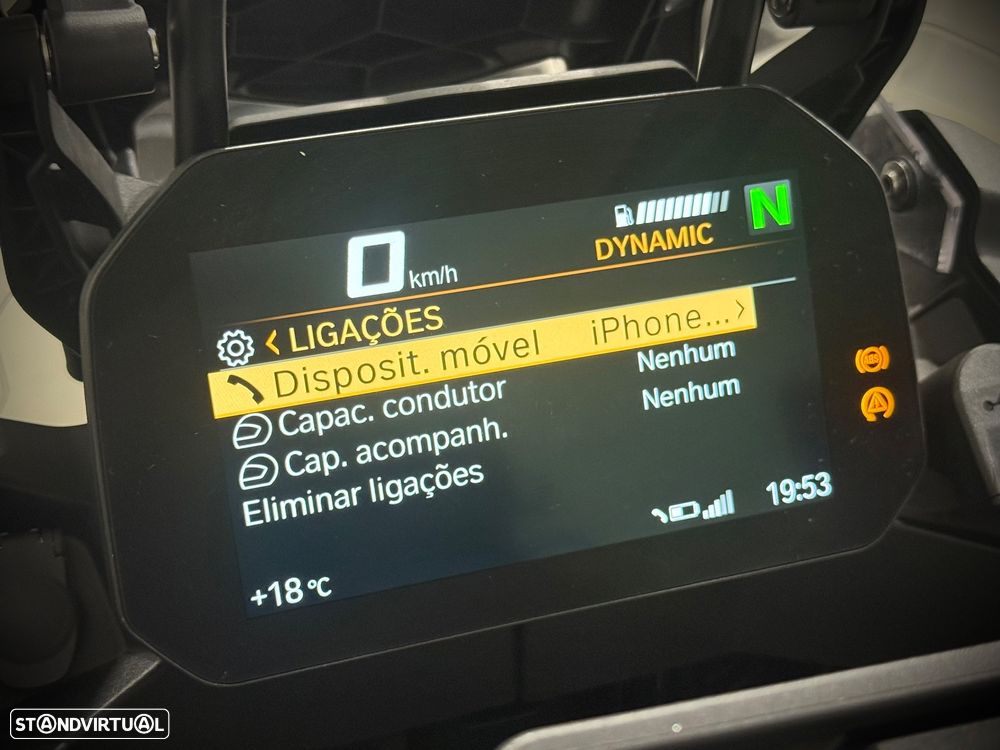 DYNAMIC
N
0 km/h
< LIGAÇÕES
Disposit. móvel iPhone... >
Capac. condutor Nenhum
Cap. acompanh. Nenhum
Eliminar ligações
19:53
+18 °C
ABS
STANDVIRTUAL